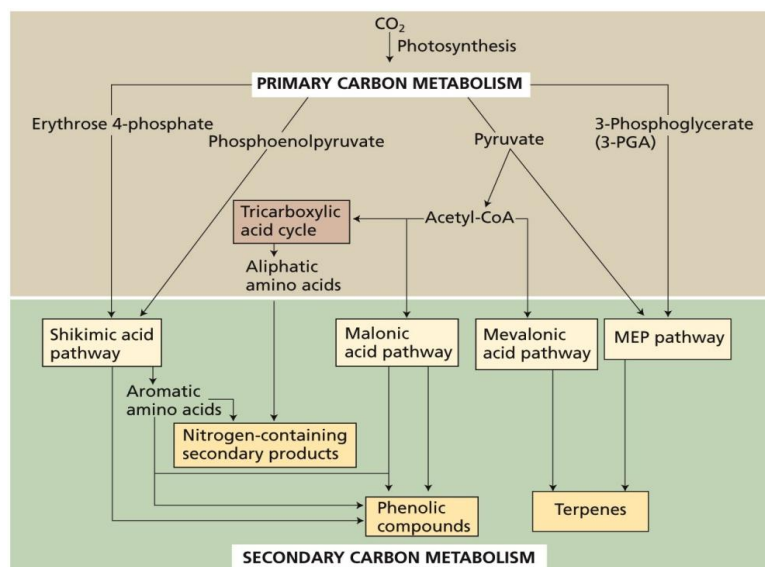 CO₂
Photosynthesis
PRIMARY CARBON METABOLISM
Erythrose 4-phosphate
Phosphoenolpyruvate
Pyruvate
3-Phosphoglycerate
(3-PGA)
Tricarboxylic
acid cycle
Acetyl-CoA
Aliphatic
amino acids
Shikimic acid
pathway
Malonic
acid pathway
Mevalonic
acid pathway
MEP pathway
Aromatic
amino acids
Nitrogen-containing
secondary products
Phenolic
compounds
Terpenes
SECONDARY CARBON METABOLISM